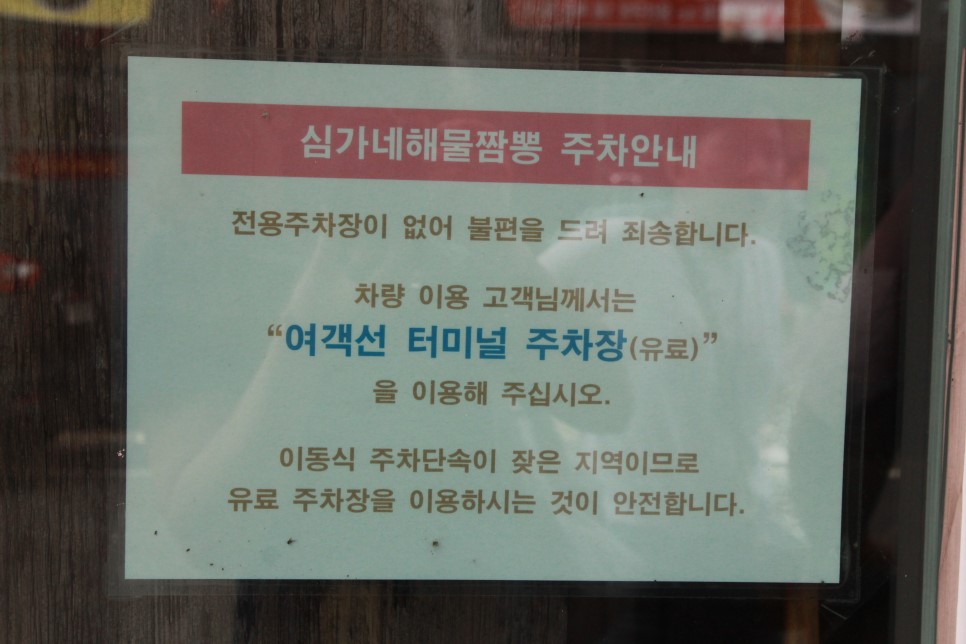 심가네해물짬뽕 주차안내
전용주차장이 없어 불편을 드려 죄송합니다.
차량 이용 고객님께서는
“여객선 터미널 주차장(유료)”
을 이용해 주십시오.
이동식 주차단속이 잦은 지역이므로
유료 주차장을 이용하시는 것이 안전합니다.